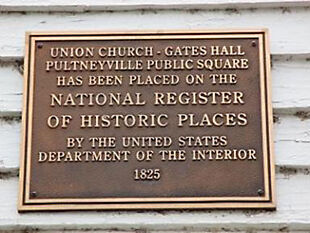 UNION CHURCH - GATES HALL
PULTNEYVILLE PUBLIC SQUARE
HAS BEEN PLACED ON THE
NATIONAL REGISTER
OF HISTORIC PLACES
BY THE UNITED STATES
DEPARTMENT OF THE INTERIOR
1825